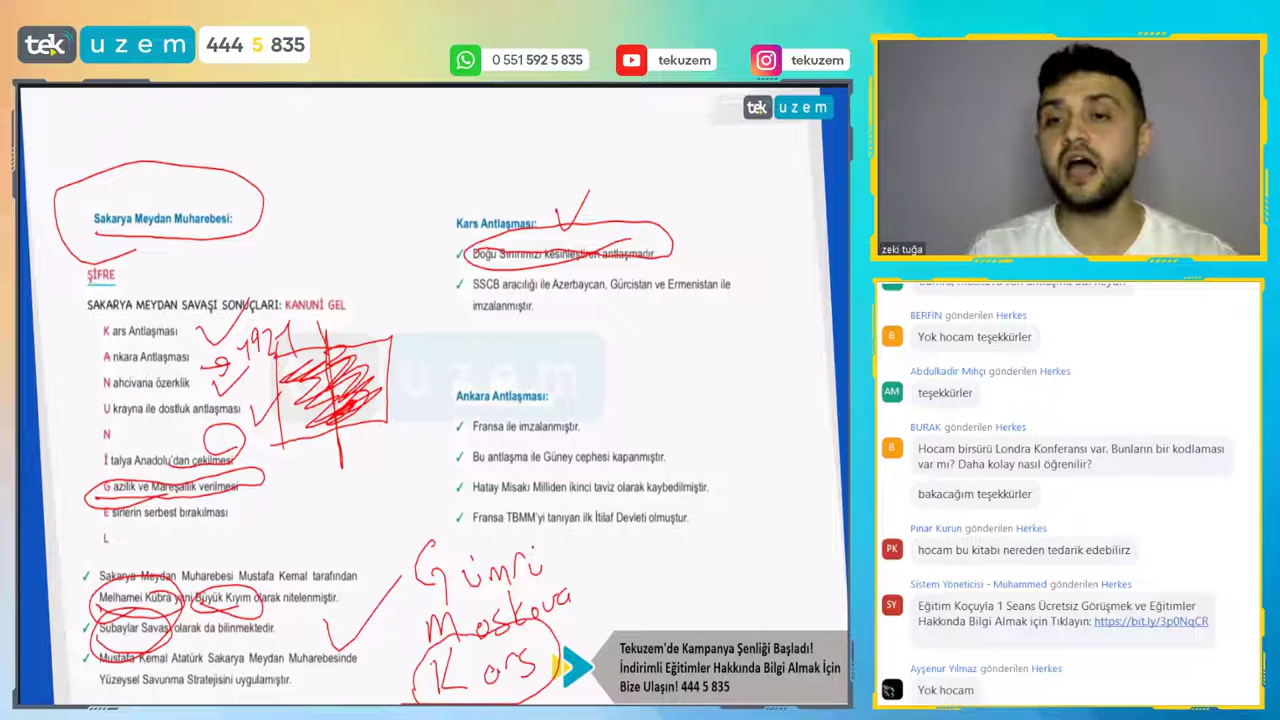 tek uzem 444 5 835
0 551 592 5 835
tekuzem
tekuzem
tek uzem
Sakarya Meydan Muharebesi:
ŞİFRE
SAKARYA MEYDAN SAVAŞI SONUÇLARI: KANUNİ GEL
K ars Antlaşması
A nkara Antlaşması
1921
N ahcivana özerklik
U krayna ile dostluk antlaşması
N
İ talya Anadolu'dan çekilmesi
G azilik ve Mareşallik verilmesi
E sirlerin serbest bırakılması
L
✓ Sakarya Meydan Muharebesi Mustafa Kemal tarafından
Melhamei Kübra yani Büyük Kıyım olarak nitelenmiştir.
✓ Subaylar Savaşı olarak da bilinmektedir.
✓ Mustafa Kemal Atatürk Sakarya Meydan Muharebesinde
Yüzeysel Savunma Stratejisini uygulamıştır.
Kars Antlaşması:
✓ Doğu Sınırımızı kesinleştiren antlaşmadır.
✓ SSCB aracılığı ile Azerbaycan, Gürcistan ve Ermenistan ile
imzalanmıştır.
uzem
Ankara Antlaşması:
✓ Fransa ile imzalanmıştır.
✓ Bu antlaşma ile Güney cephesi kapanmıştır.
✓ Hatay Misakı Milliden ikinci taviz olarak kaybedilmiştir.
✓ Fransa TBMM'yi tanıyan ilk İtilaf Devleti olmuştur.
Gümrü
Moskova
Kars
Tekuzem'de Kampanya Şenliği Başladı!
İndirimli Eğitimler Hakkında Bilgi Almak İçin
Bize Ulaşın! 444 5 835
zeki tuğa
BERFİN gönderilen Herkes
B
Yok hocam teşekkürler
Abdulkadir Mıhçı gönderilen Herkes
AM
teşekkürler
BURAK gönderilen Herkes
B
Hocam birsürü Londra Konferansı var. Bunların bir kodlaması
var mı? Daha kolay nasıl öğrenilir?
bakacağım teşekkürler
Pınar Kurun gönderilen Herkes
PK
hocam bu kitabı nereden tedarik edebiliriz
Sistem Yöneticisi - Muhammed gönderilen Herkes
SY
Eğitim Koçuyla 1 Seans Ücretsiz Görüşmek ve Eğitimler
Hakkında Bilgi Almak için Tıklayın: https://bit.ly/3p0NqCR
Ayşenur Yılmaz gönderilen Herkes
Yok hocam